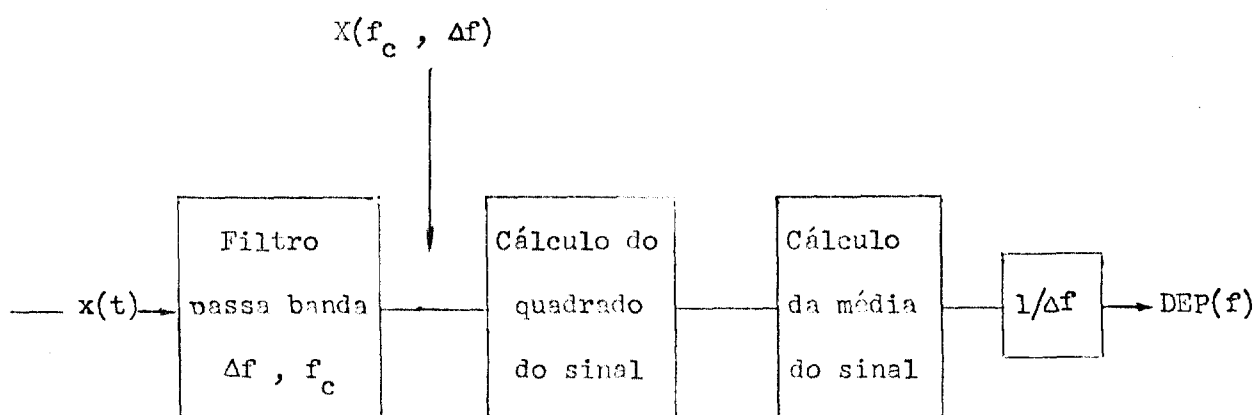 X(f_c , Δf)
x(t)
Filtro
passa banda
Δf , f_c
Cálculo do
quadrado
do sinal
Cálculo
da média
do sinal
1/Δf
DEP(f)